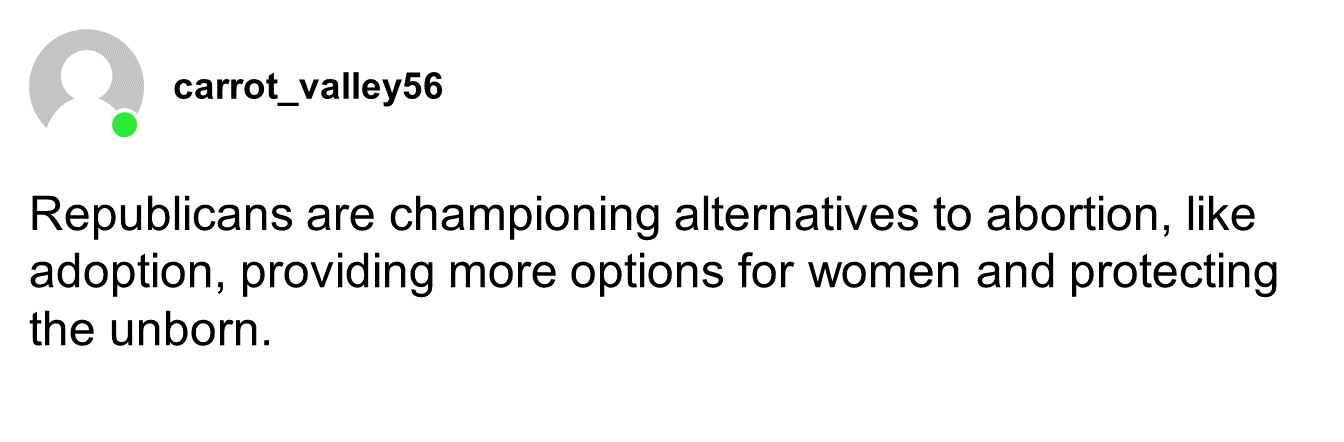 carrot_valley56
Republicans are championing alternatives to abortion, like
adoption, providing more options for women and protecting
the unborn.